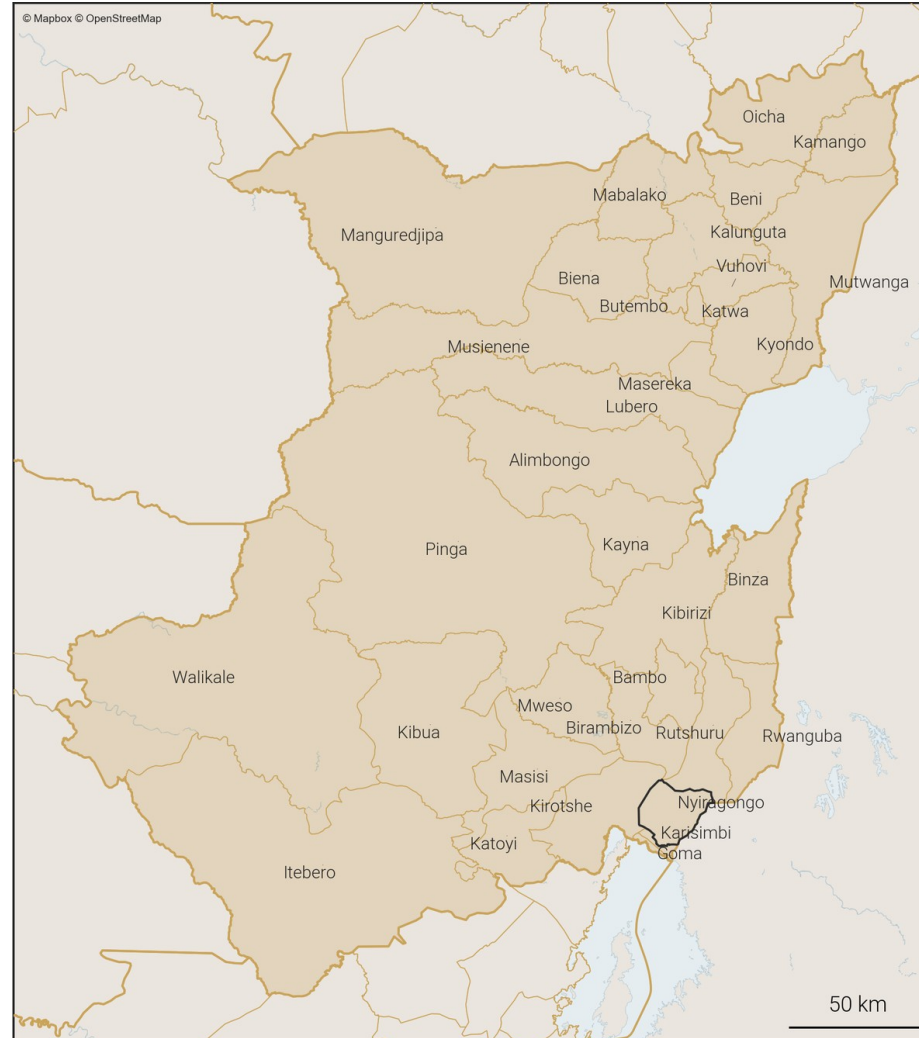 © Mapbox © OpenStreetMap
Oicha
Kamango
Mabalako
Beni
Manguredjipa
Kalunguta
Vuhovi
Biena
Mutwanga
Butembo
Katwa
Musienene
Kyondo
Masereka
Lubero
Alimbongo
Pinga
Kayna
Binza
Kibirizi
Walikale
Bambo
Mweso
Birambizo
Kibua
Rutshuru
Rwanguba
Masisi
Kirotshe
Nyiragongo
Karisimbi
Katoyi
Goma
Itebero
50 km